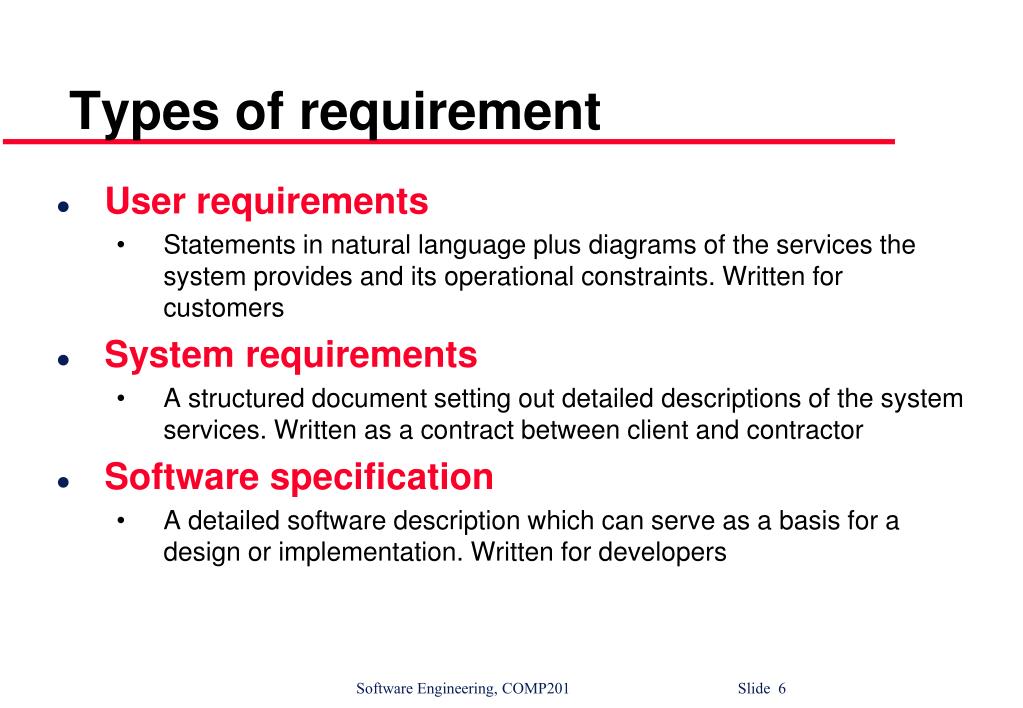 Types of requirement
● User requirements
• Statements in natural language plus diagrams of the services the
system provides and its operational constraints. Written for
customers
● System requirements
• A structured document setting out detailed descriptions of the system
services. Written as a contract between client and contractor
● Software specification
• A detailed software description which can serve as a basis for a
design or implementation. Written for developers
Software Engineering, COMP201 Slide 6